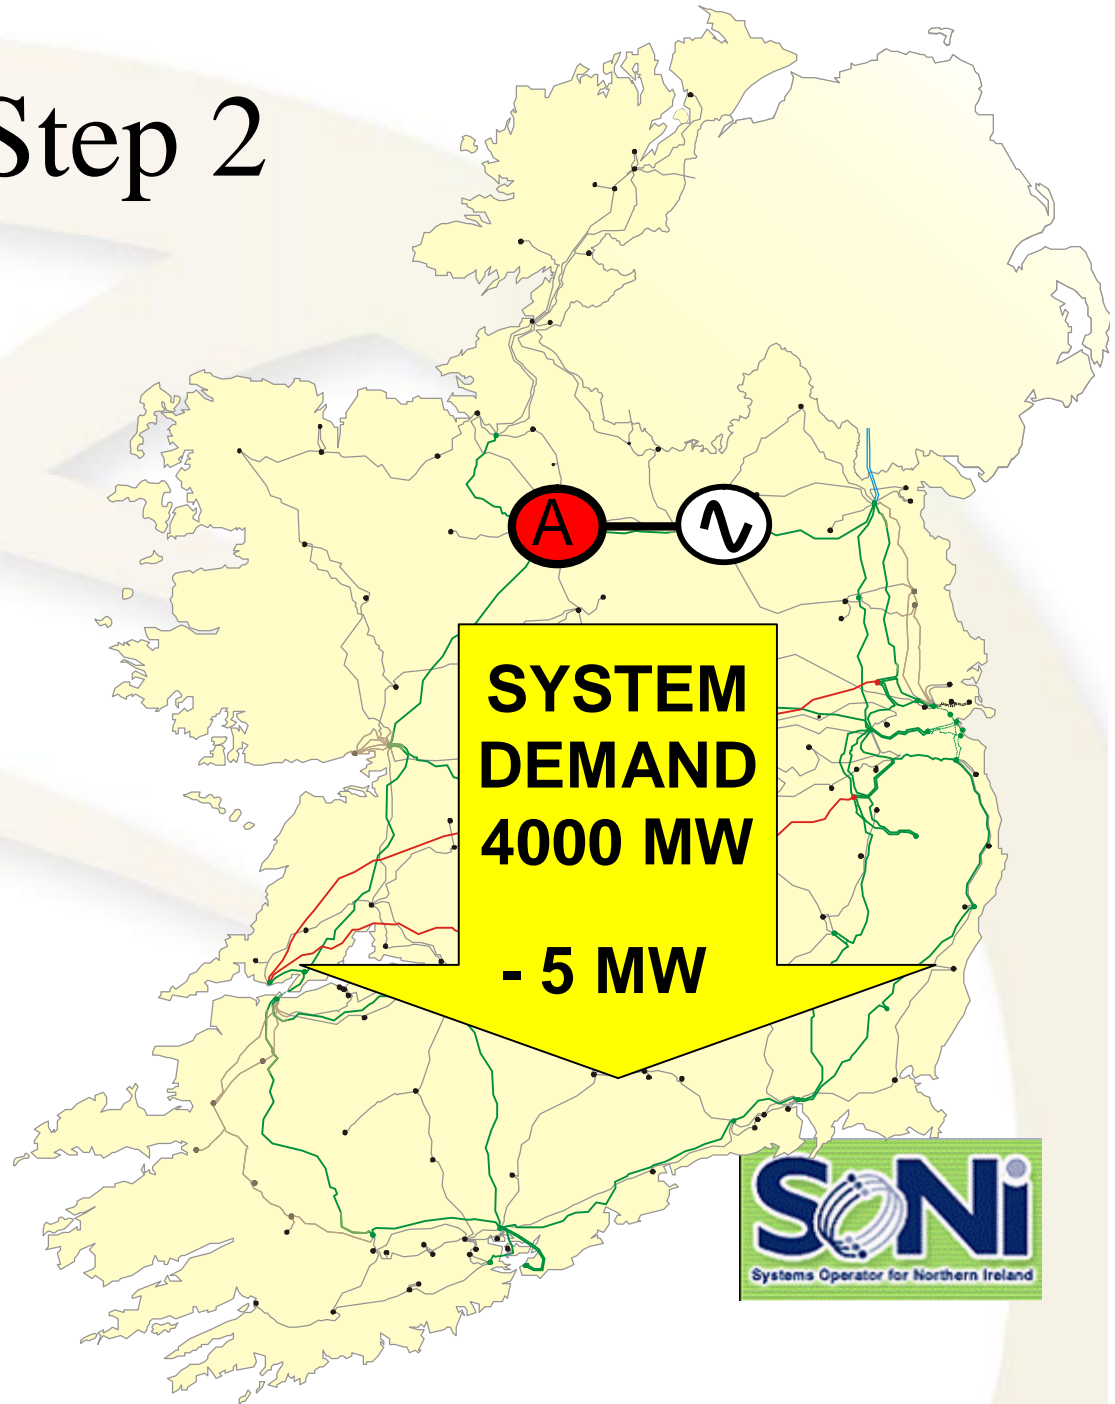 Step 2
A
SYSTEM
DEMAND
4000 MW
- 5 MW
SONi
Systems Operator for Northern Ireland